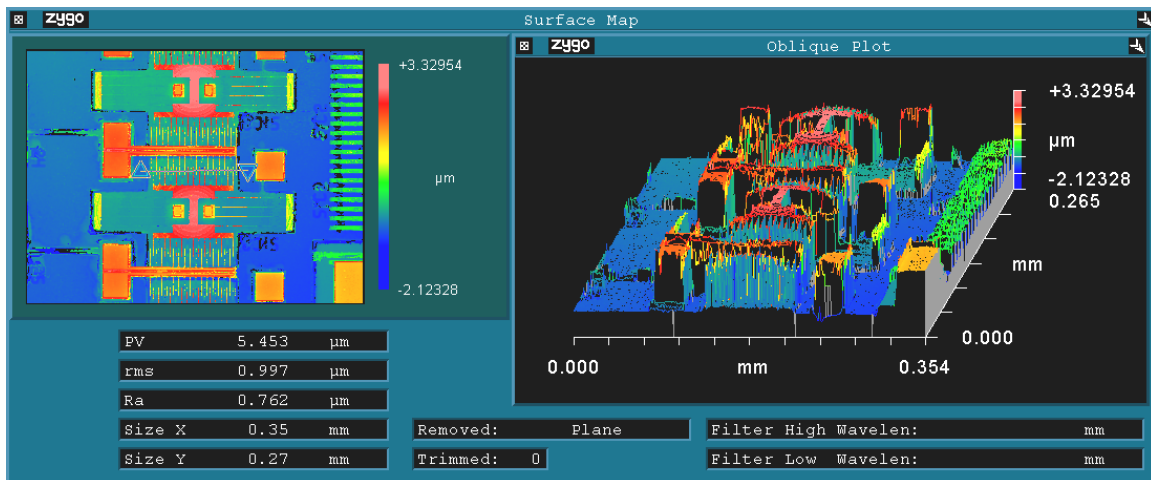 zygo
Surface Map
+3.32954
µm
-2.12328
zygo
Oblique Plot
+3.32954
µm
-2.12328
0.265
mm
0.000
0.000
mm
0.354
PV 5.453 µm
rms 0.997 µm
Ra 0.762 µm
Size X 0.35 mm
Size Y 0.27 mm
Removed: Plane
Trimmed: 0
Filter High Wavelen: mm
Filter Low Wavelen: mm